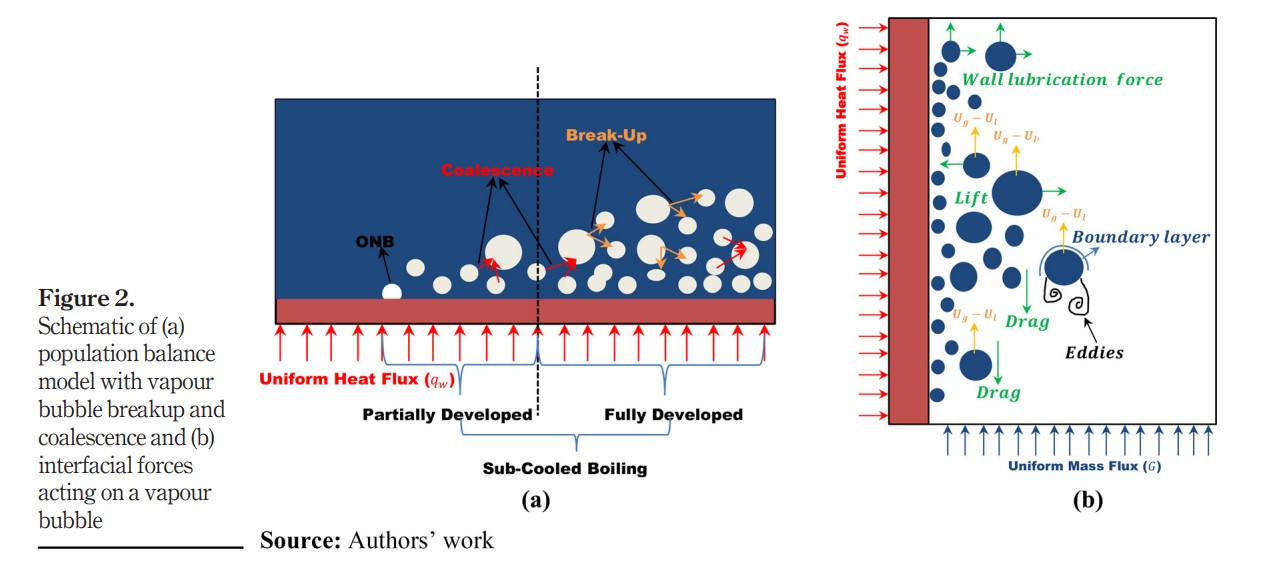 Figure 2.
Schematic of (a)
population balance
model with vapour
bubble breakup and
coalescence and (b)
interfacial forces
acting on a vapour
bubble
Break-Up
Coalescence
ONB
Uniform Heat Flux (q_w)
Partially Developed
Fully Developed
Sub-Cooled Boiling
(a)
Source: Authors’ work
Uniform Heat Flux (q_w)
Wall lubrication force
U_g − U_l
U_g − U_l
Lift
U_g − U_l
Boundary layer
U_g − U_l
Drag
Eddies
Drag
Uniform Mass Flux (G)
(b)